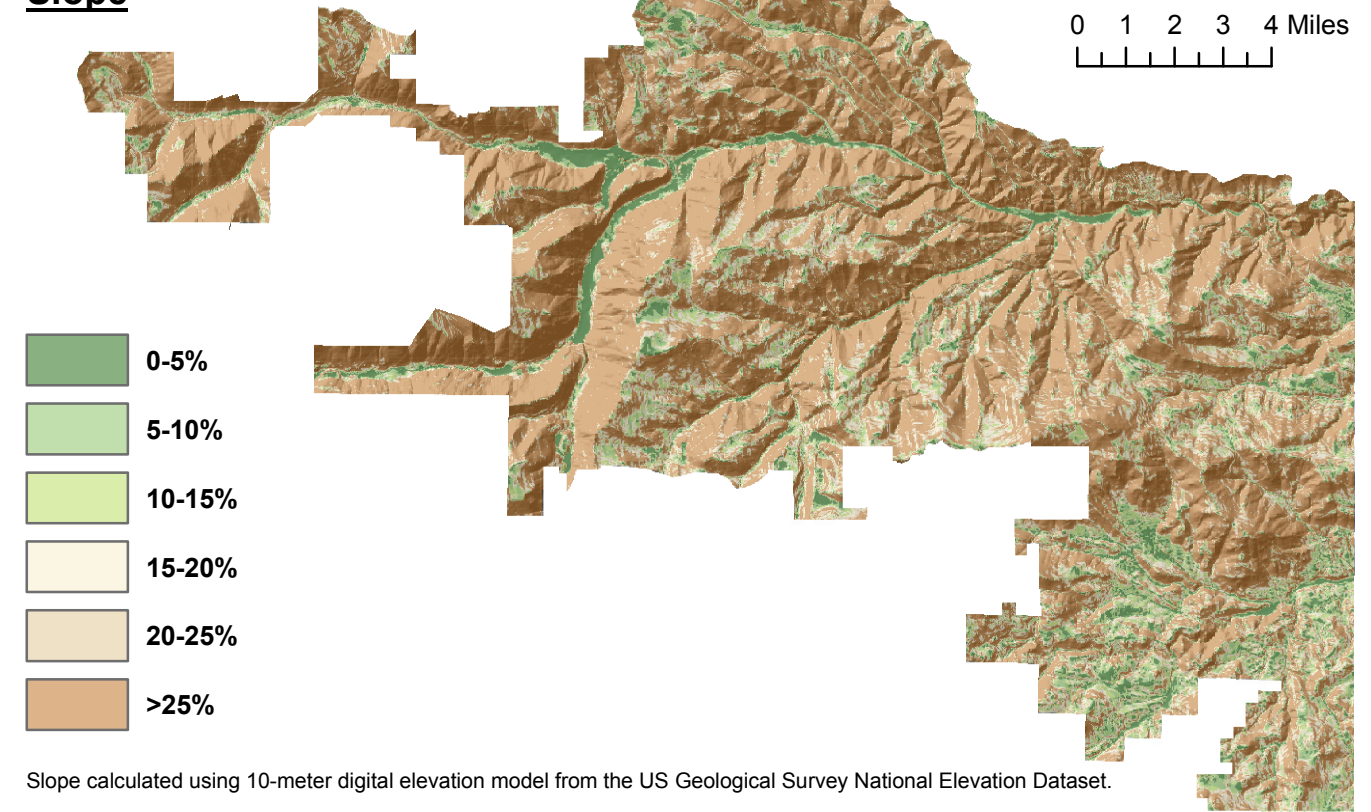 Slope
0 1 2 3 4 Miles
0-5%
5-10%
10-15%
15-20%
20-25%
>25%
Slope calculated using 10-meter digital elevation model from the US Geological Survey National Elevation Dataset.